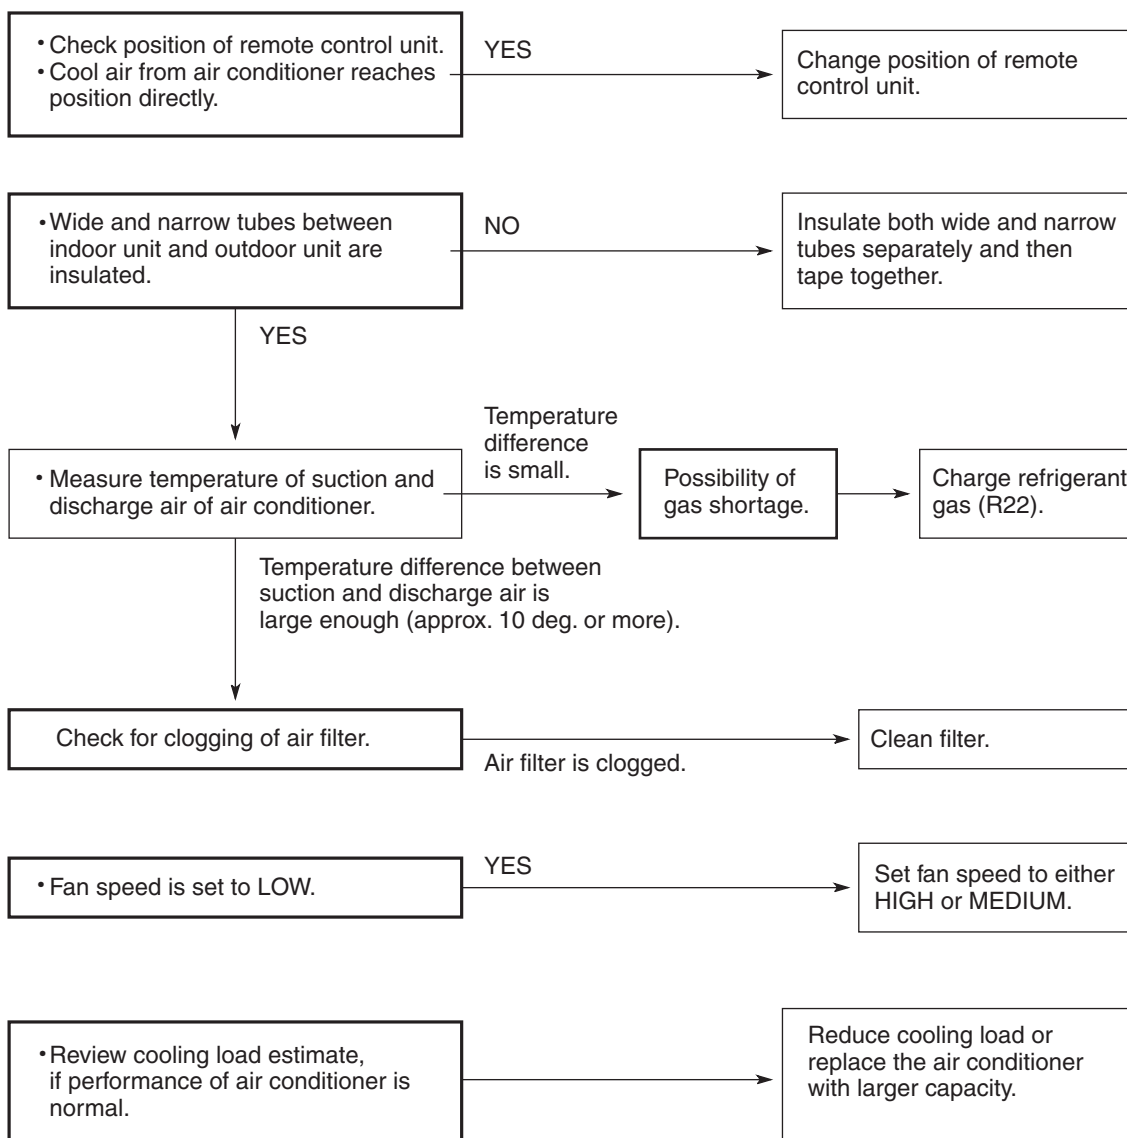 • Check position of remote control unit.
• Cool air from air conditioner reaches
position directly.
YES
Change position of remote
control unit.
• Wide and narrow tubes between
indoor unit and outdoor unit are
insulated.
NO
Insulate both wide and narrow
tubes separately and then
tape together.
YES
• Measure temperature of suction and
discharge air of air conditioner.
Temperature
difference
is small.
Possibility of
gas shortage.
Charge refrigerant
gas (R22).
Temperature difference between
suction and discharge air is
large enough (approx. 10 deg. or more).
Check for clogging of air filter.
Air filter is clogged.
Clean filter.
• Fan speed is set to LOW.
YES
Set fan speed to either
HIGH or MEDIUM.
• Review cooling load estimate,
if performance of air conditioner is
normal.
Reduce cooling load or
replace the air conditioner
with larger capacity.